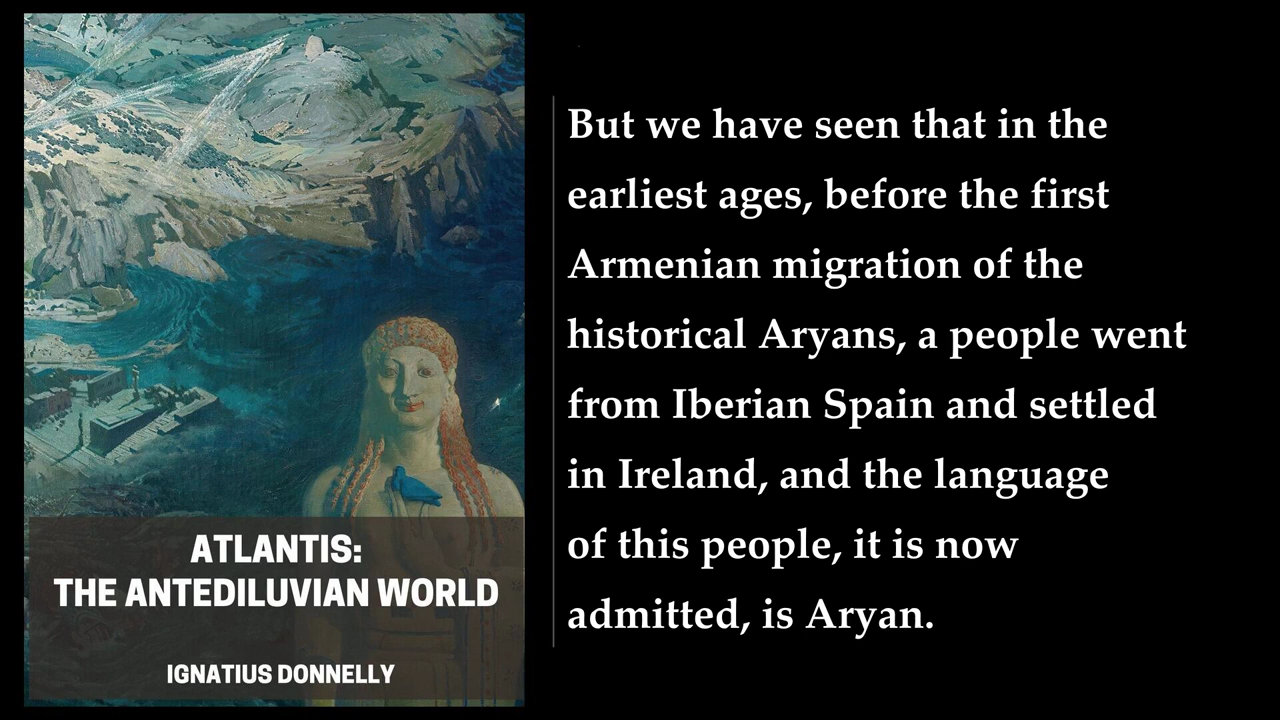 ATLANTIS:
THE ANTEDILUVIAN WORLD
IGNATIUS DONNELLY
But we have seen that in the
earliest ages, before the first
Armenian migration of the
historical Aryans, a people went
from Iberian Spain and settled
in Ireland, and the language
of this people, it is now
admitted, is Aryan.